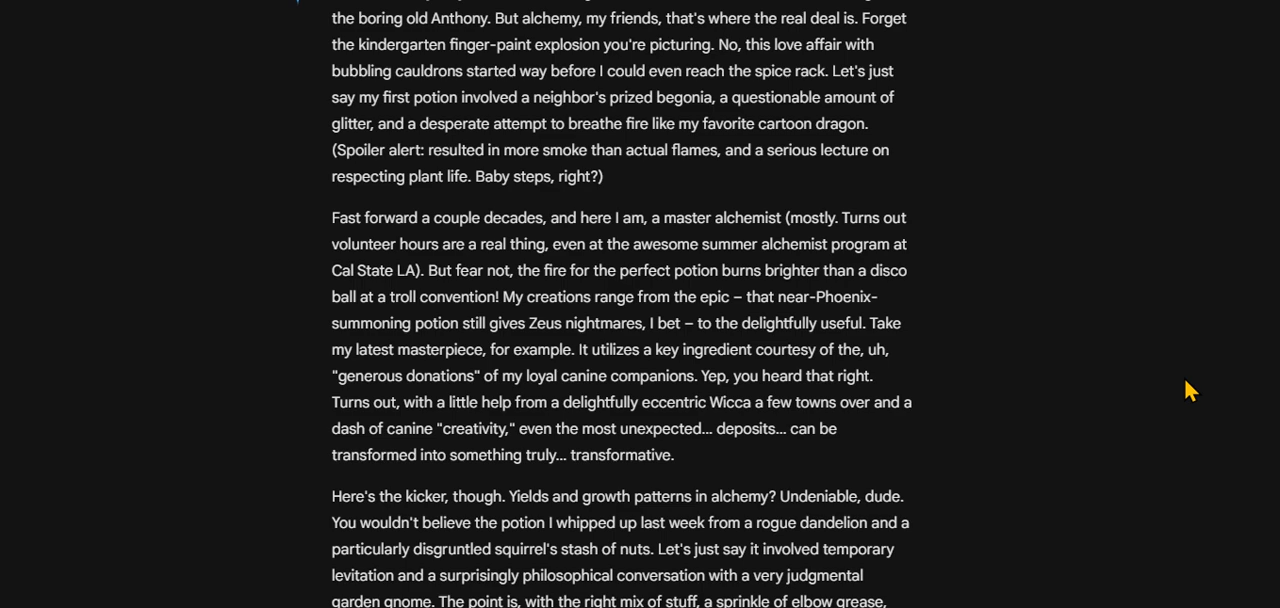 the boring old Anthony. But alchemy, my friends, that's where the real deal is. Forget
the kindergarten finger-paint explosion you're picturing. No, this love affair with
bubbling cauldrons started way before I could even reach the spice rack. Let's just
say my first potion involved a neighbor's prized begonia, a questionable amount of
glitter, and a desperate attempt to breathe fire like my favorite cartoon dragon.
(Spoiler alert: resulted in more smoke than actual flames, and a serious lecture on
respecting plant life. Baby steps, right?)
Fast forward a couple decades, and here I am, a master alchemist (mostly. Turns out
volunteer hours are a real thing, even at the awesome summer alchemist program at
Cal State LA). But fear not, the fire for the perfect potion burns brighter than a disco
ball at a troll convention! My creations range from the epic – that near-Phoenix-
summoning potion still gives Zeus nightmares, I bet – to the delightfully useful. Take
my latest masterpiece, for example. It utilizes a key ingredient courtesy of the, uh,
"generous donations" of my loyal canine companions. Yep, you heard that right.
Turns out, with a little help from a delightfully eccentric Wicca a few towns over and a
dash of canine "creativity," even the most unexpected... deposits... can be
transformed into something truly... transformative.
Here's the kicker, though. Yields and growth patterns in alchemy? Undeniable, dude.
You wouldn't believe the potion I whipped up last week from a rogue dandelion and a
particularly disgruntled squirrel's stash of nuts. Let's just say it involved temporary
levitation and a surprisingly philosophical conversation with a very judgmental
garden gnome. The point is, with the right mix of stuff, a sprinkle of elbow grease,